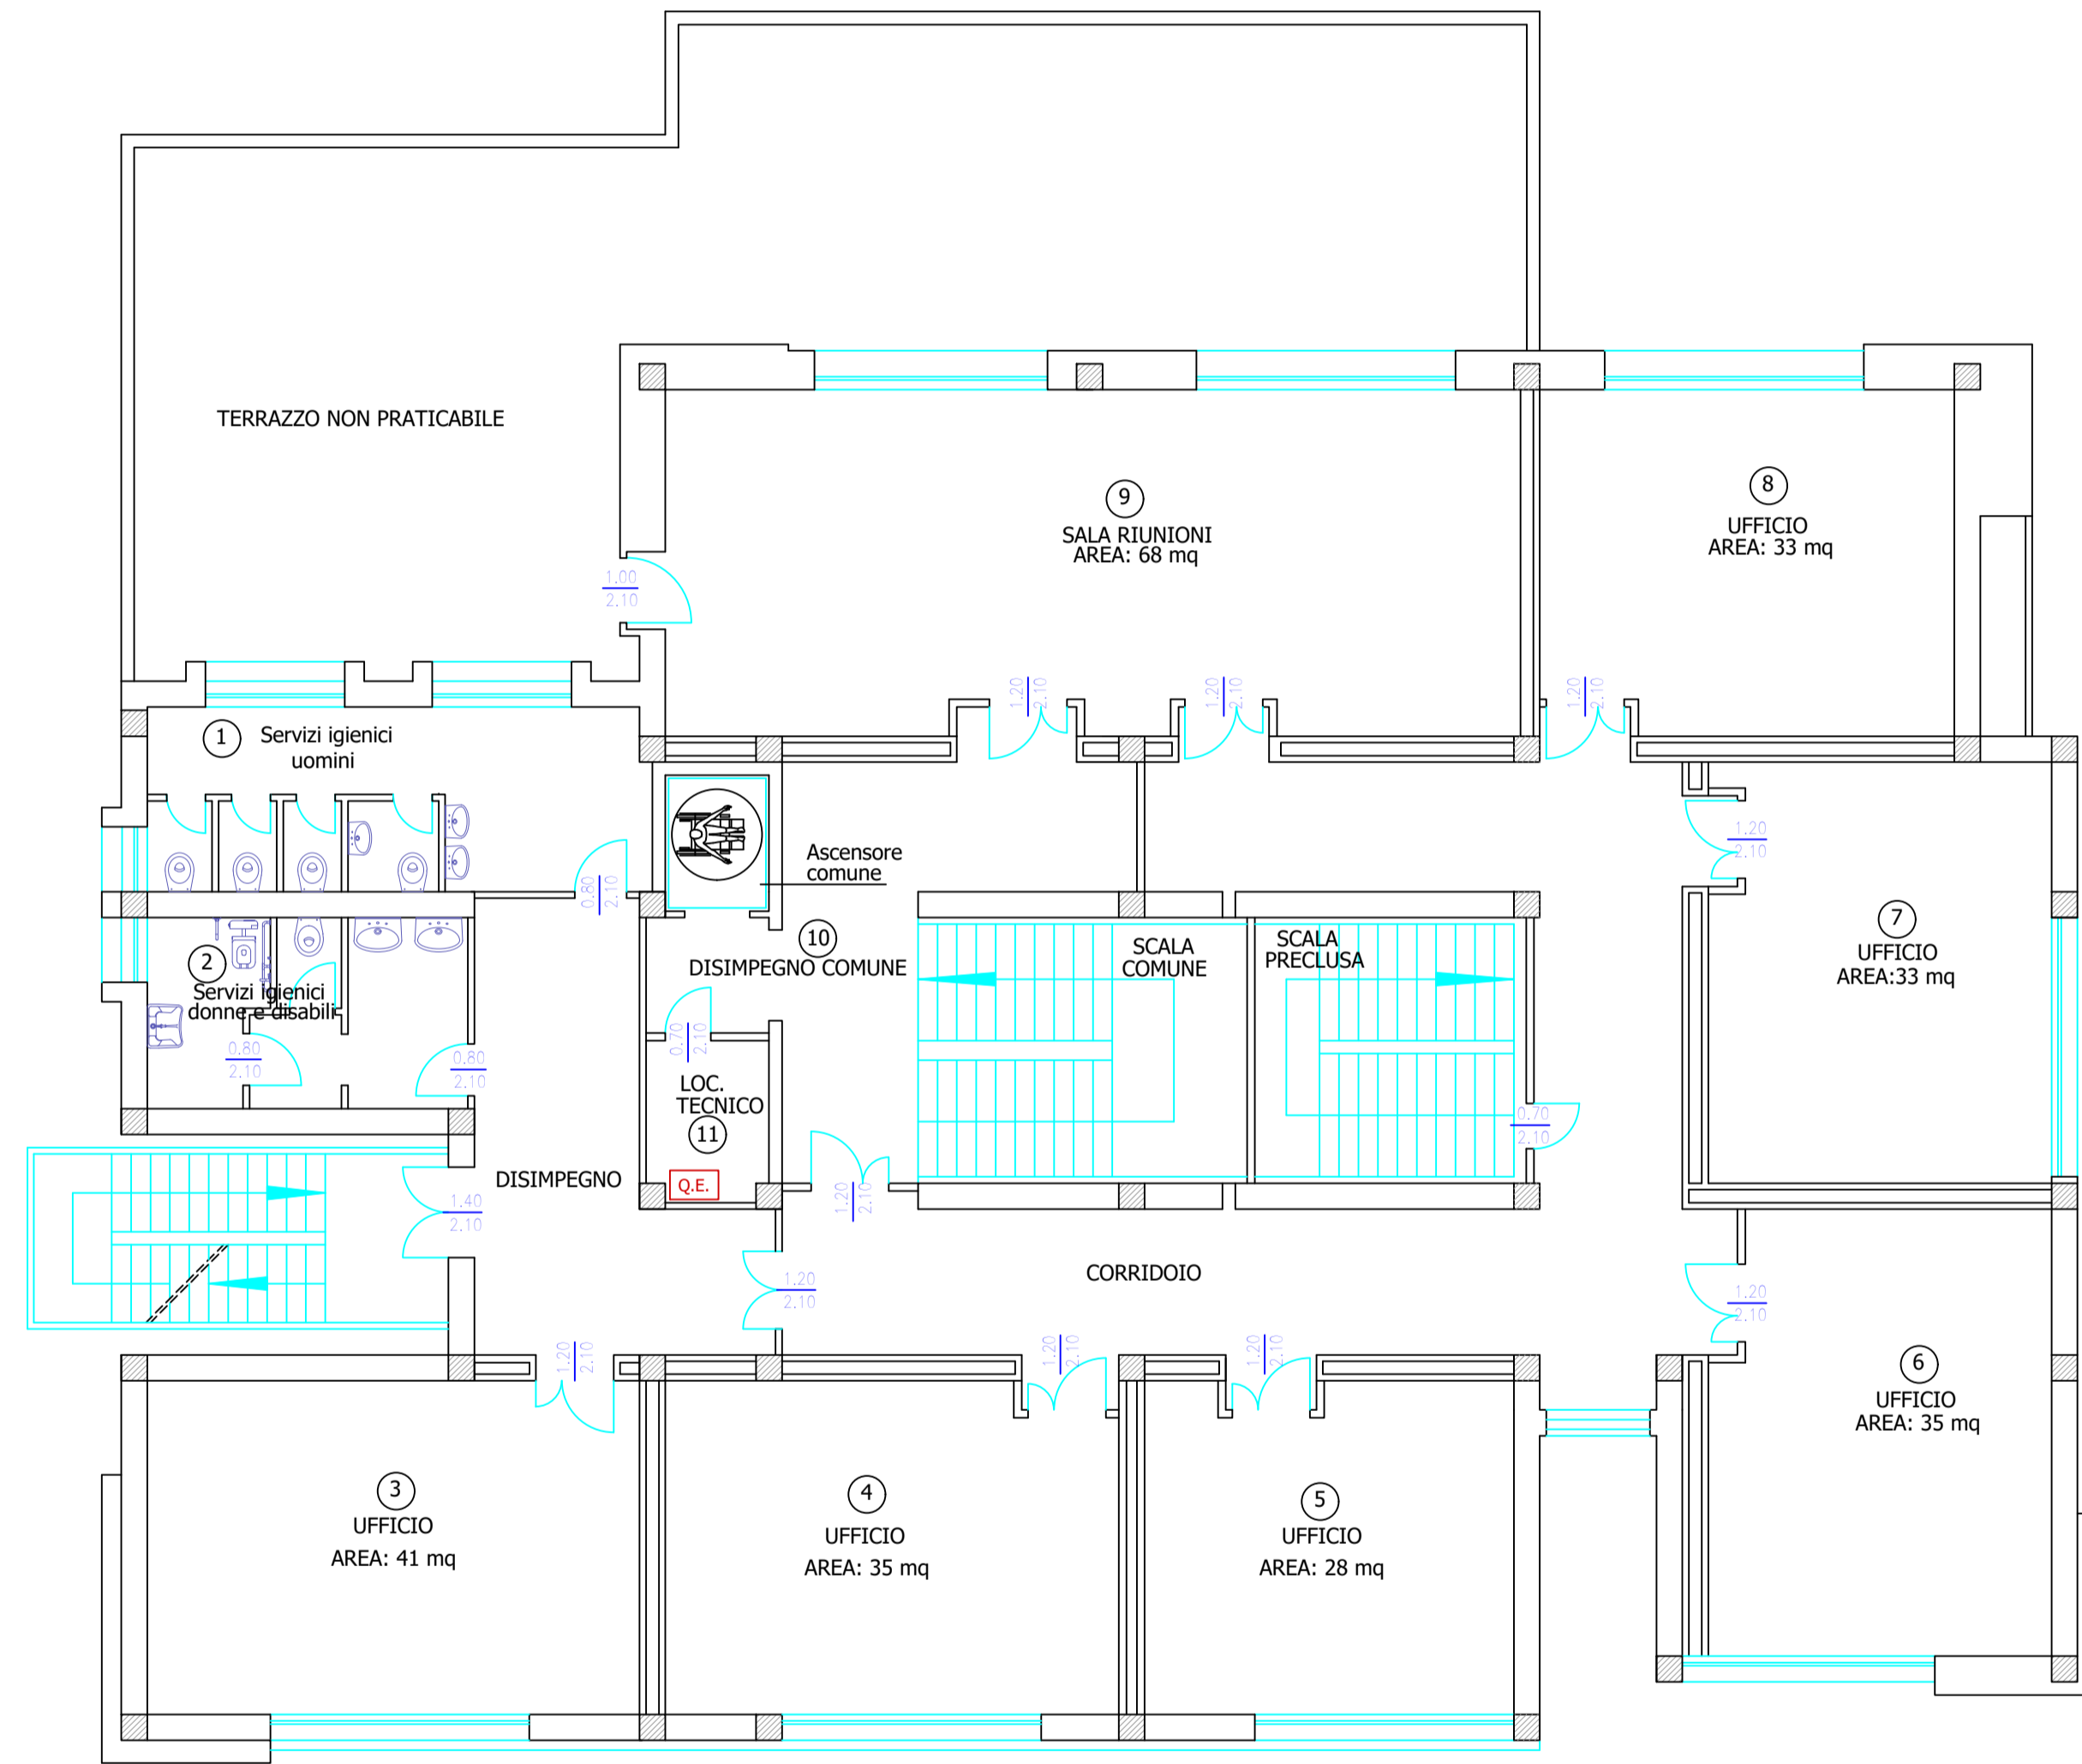 TERRAZZO NON PRATICABILE
9
SALA RIUNIONI
AREA: 68 mq
8
UFFICIO
AREA: 33 mq
1.00
2.10
1.20
2.10
1.20
2.10
1.20
2.10
1
Servizi igienici
uomini
1.20
2.10
Ascensore
comune
0.80
2.10
7
UFFICIO
AREA:33 mq
10
DISIMPEGNO COMUNE
SCALA
COMUNE
SCALA
PRECLUSA
2
Servizi igienici
donne e disabili
0.80
2.10
0.80
2.10
0.70
2.10
LOC.
TECNICO
11
0.70
2.10
DISIMPEGNO
Q.E.
1.20
2.10
1.40
2.10
CORRIDOIO
1.20
2.10
1.20
2.10
1.20
2.10
1.20
2.10
1.20
2.10
6
UFFICIO
AREA: 35 mq
3
UFFICIO
AREA: 41 mq
4
UFFICIO
AREA: 35 mq
5
UFFICIO
AREA: 28 mq